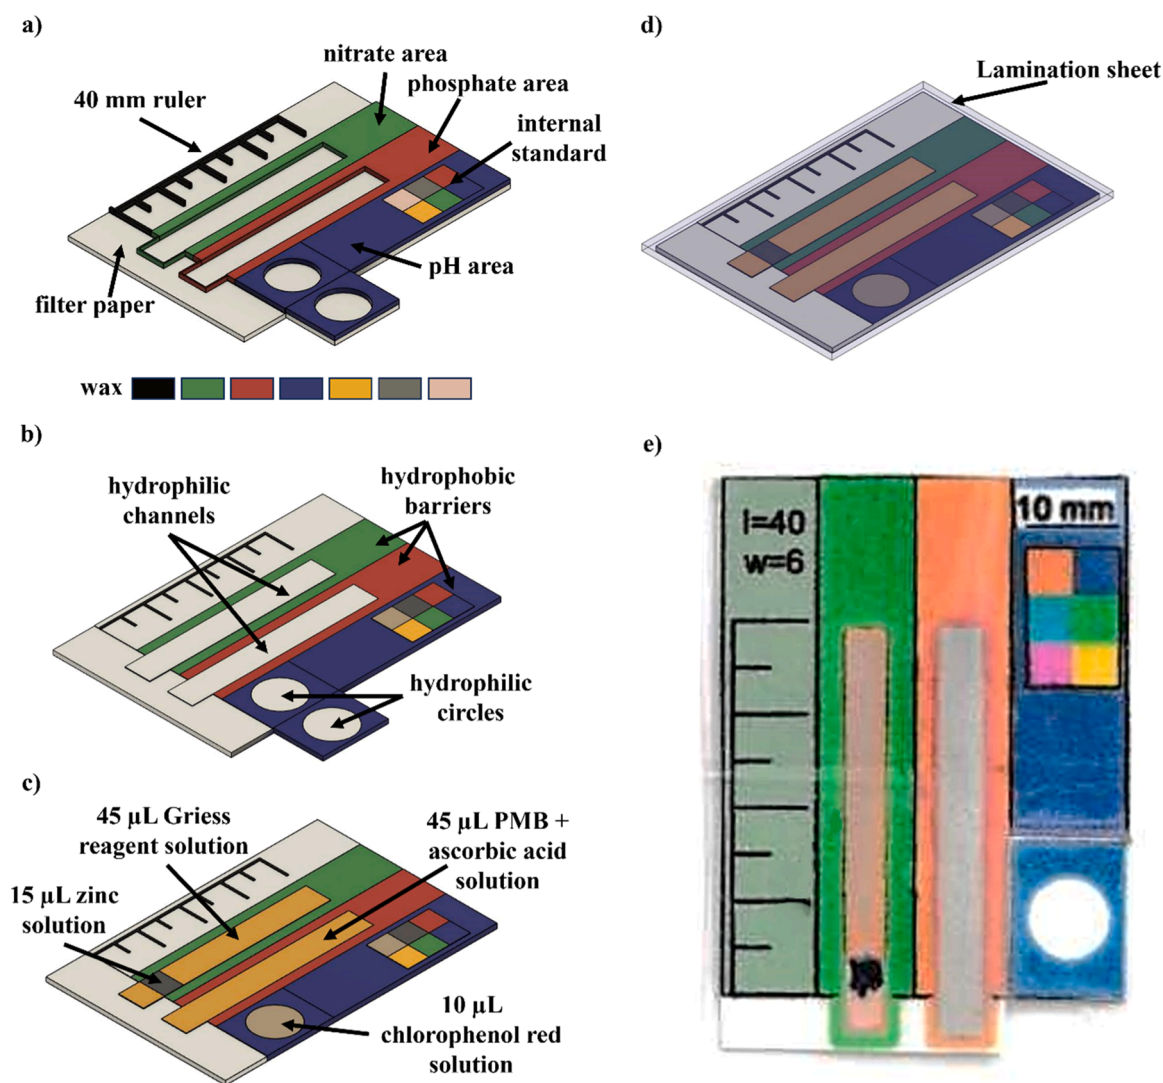 a)
nitrate area
phosphate area
40 mm ruler
internal
standard
pH area
filter paper
wax
b)
hydrophilic
channels
hydrophobic
barriers
hydrophilic
circles
c)
45 µL Griess
reagent solution
45 µL PMB +
ascorbic acid
solution
15 µL zinc
solution
10 µL
chlorophenol red
solution
d)
Lamination sheet
e)
l=40
w=6
10 mm